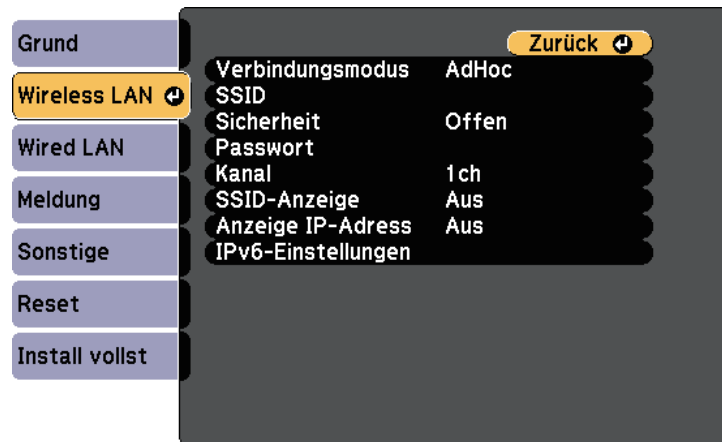 Grund
Wireless LAN
Wired LAN
Meldung
Sonstige
Reset
Install vollst
Zurück
Verbindungsmodus AdHoc
SSID
Sicherheit Offen
Passwort
Kanal 1ch
SSID-Anzeige Aus
Anzeige IP-Adress Aus
IPv6-Einstellungen